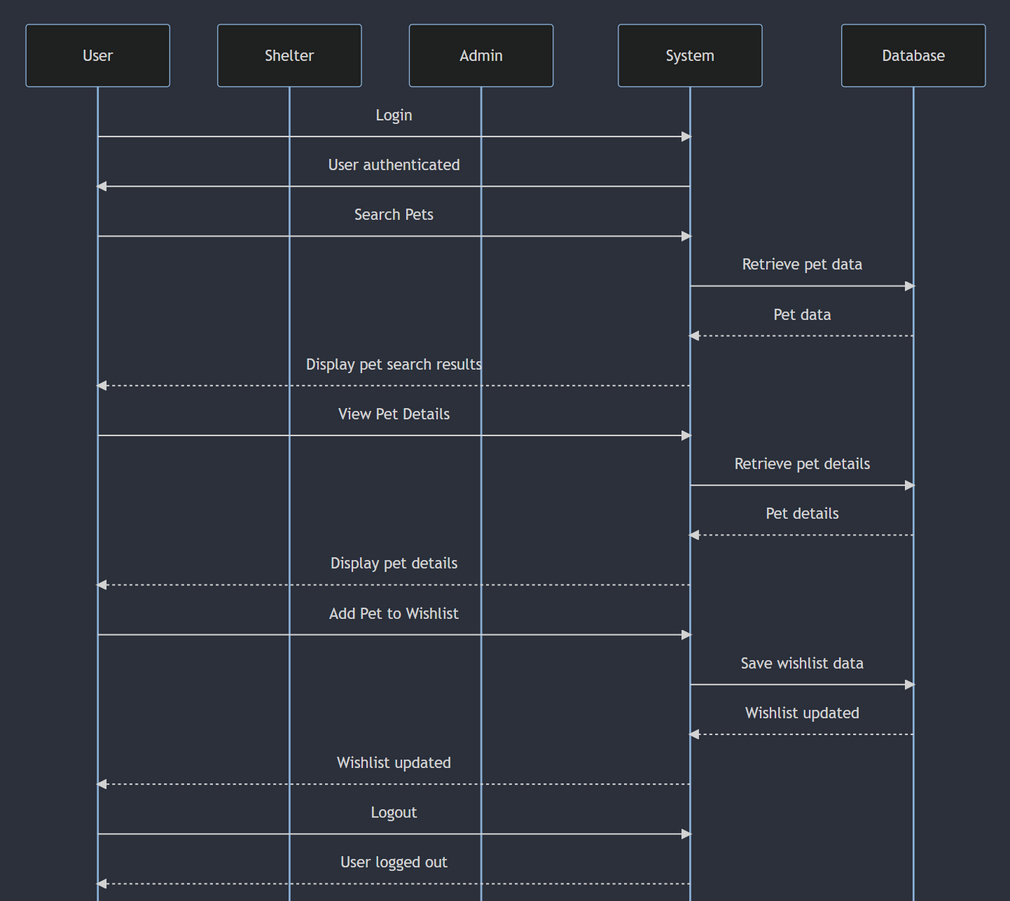 User
Shelter
Admin
System
Database
Login
User authenticated
Search Pets
Retrieve pet data
Pet data
Display pet search results
View Pet Details
Retrieve pet details
Pet details
Display pet details
Add Pet to Wishlist
Save wishlist data
Wishlist updated
Wishlist updated
Logout
User logged out